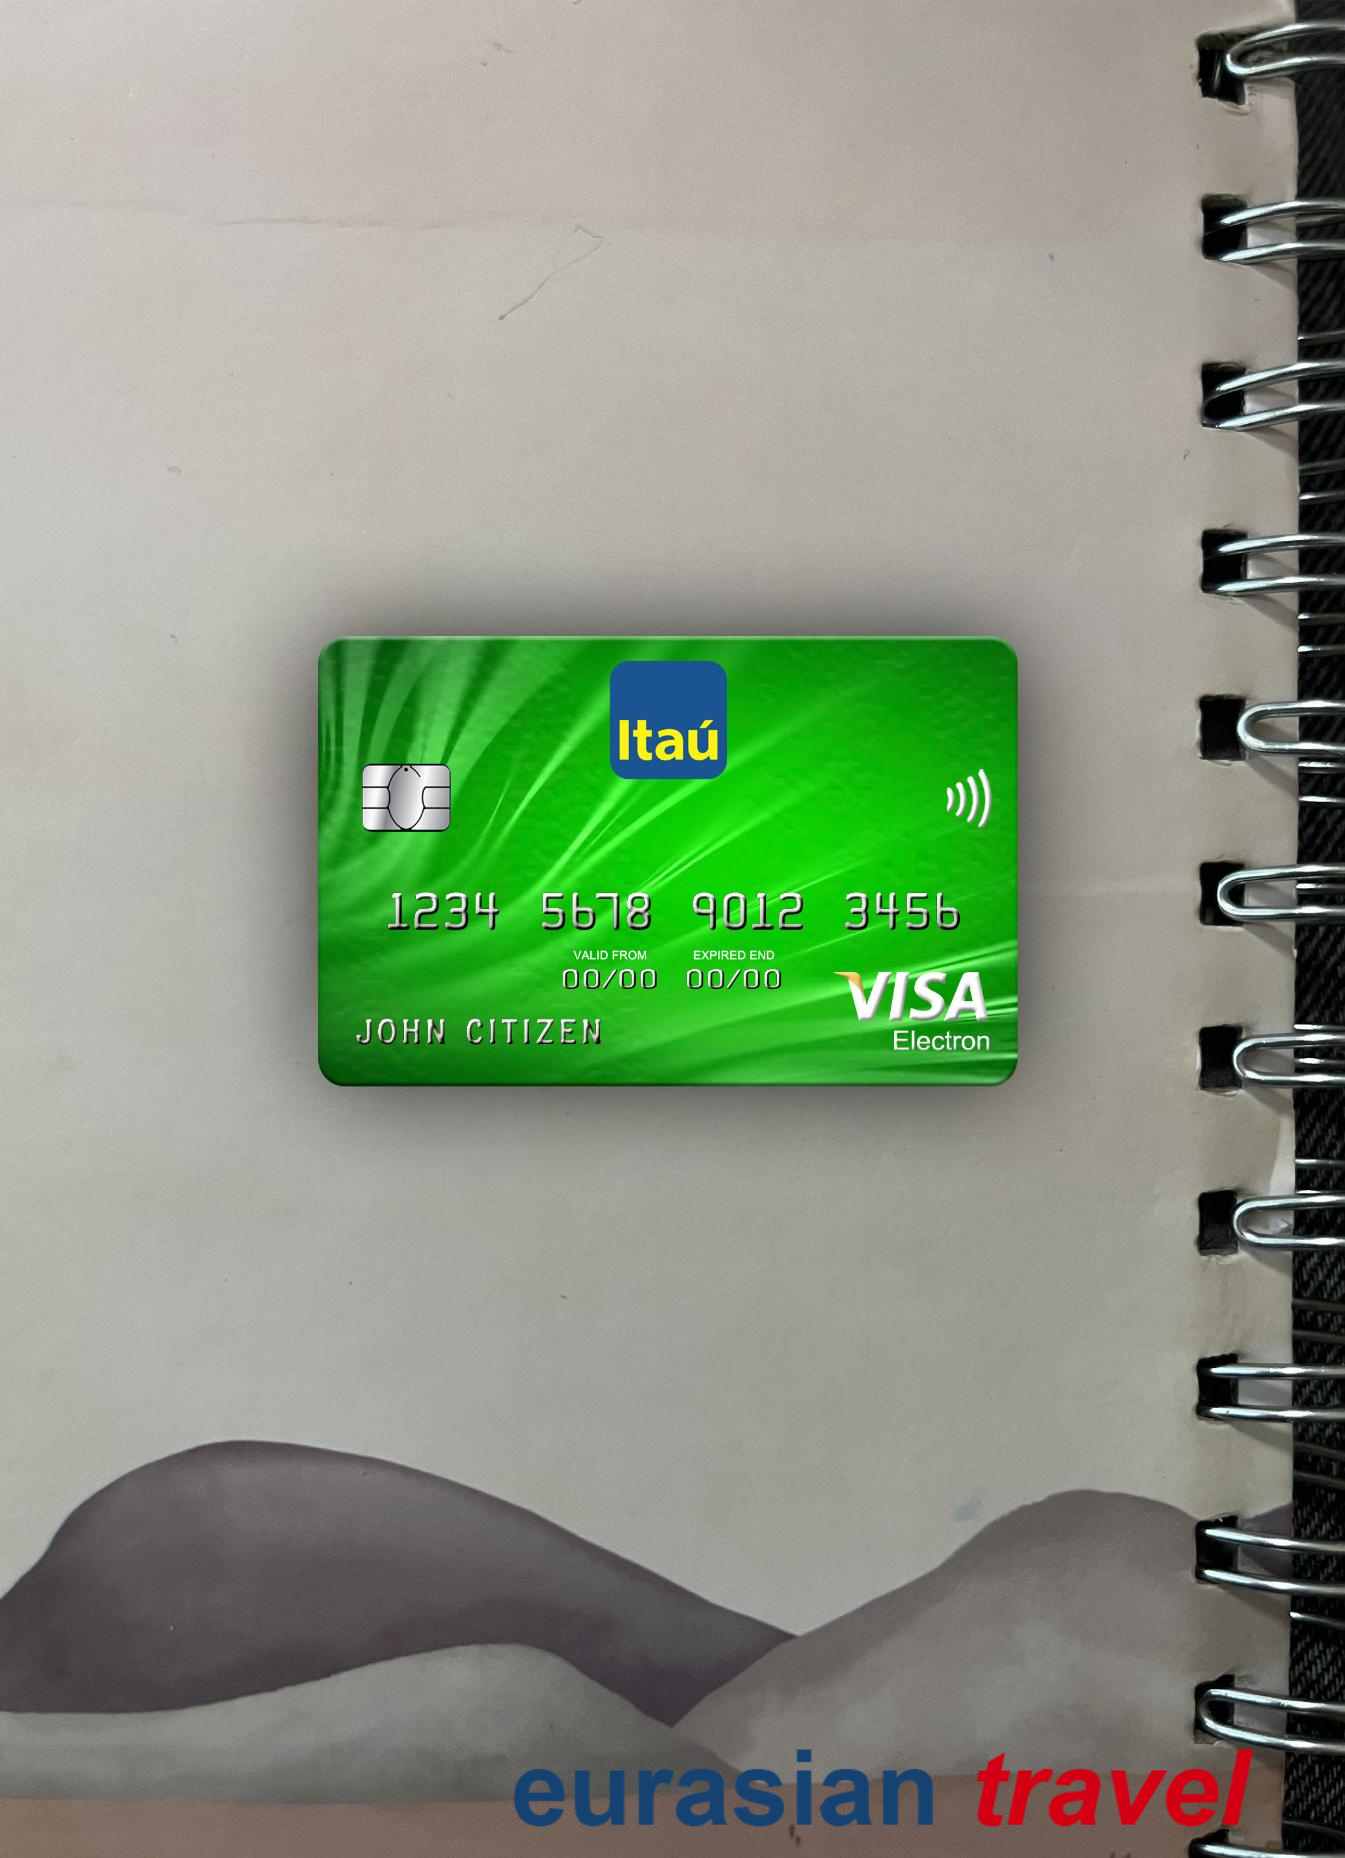 Itaú
1234 5678 9012 3456
VALID FROM EXPIRED END
00/00 00/00
VISA
JOHN CITIZEN
Electron
eurasian travel